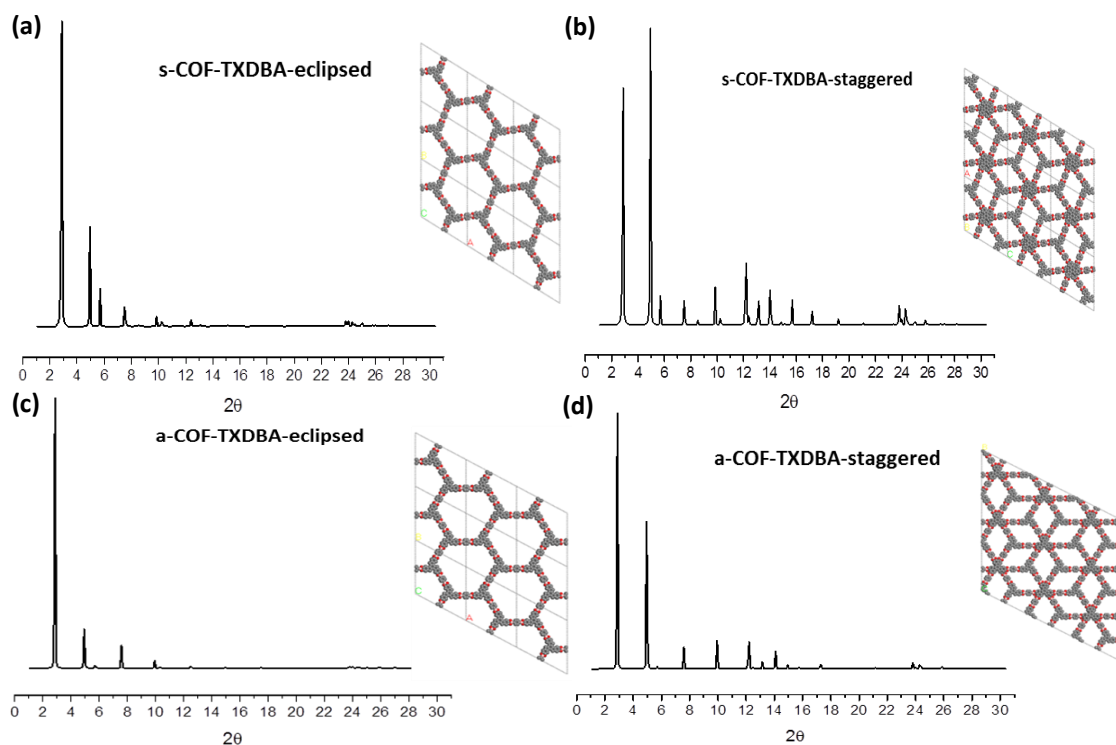 (a)
s-COF-TXDBA-eclipsed
B
C
A
0 2 4 6 8 10 12 14 16 18 20 22 24 26 28 30
2θ
(b)
s-COF-TXDBA-staggered
A
C
0 2 4 6 8 10 12 14 16 18 20 22 24 26 28 30
2θ
(c)
a-COF-TXDBA-eclipsed
B
C
A
0 2 4 6 8 10 12 14 16 18 20 22 24 26 28 30
2θ
(d)
a-COF-TXDBA-staggered
0 2 4 6 8 10 12 14 16 18 20 22 24 26 28 30
2θ